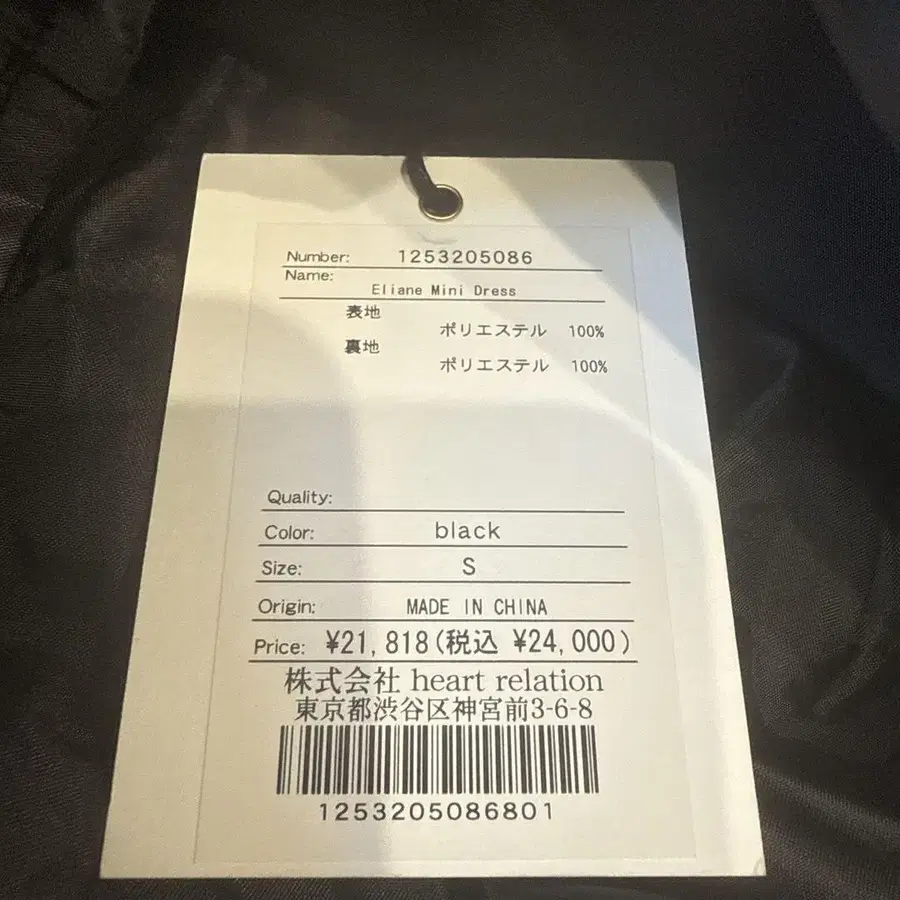 Number: 1253205086
Name:
Eliane Mini Dress
表地
ポリエステル 100%
裏地
ポリエステル 100%
Quality:
Color: black
Size: S
Origin: MADE IN CHINA
Price: ¥21,818(税込 ¥24,000)
株式会社 heart relation
東京都渋谷区神宮前3-6-8
1253205086801